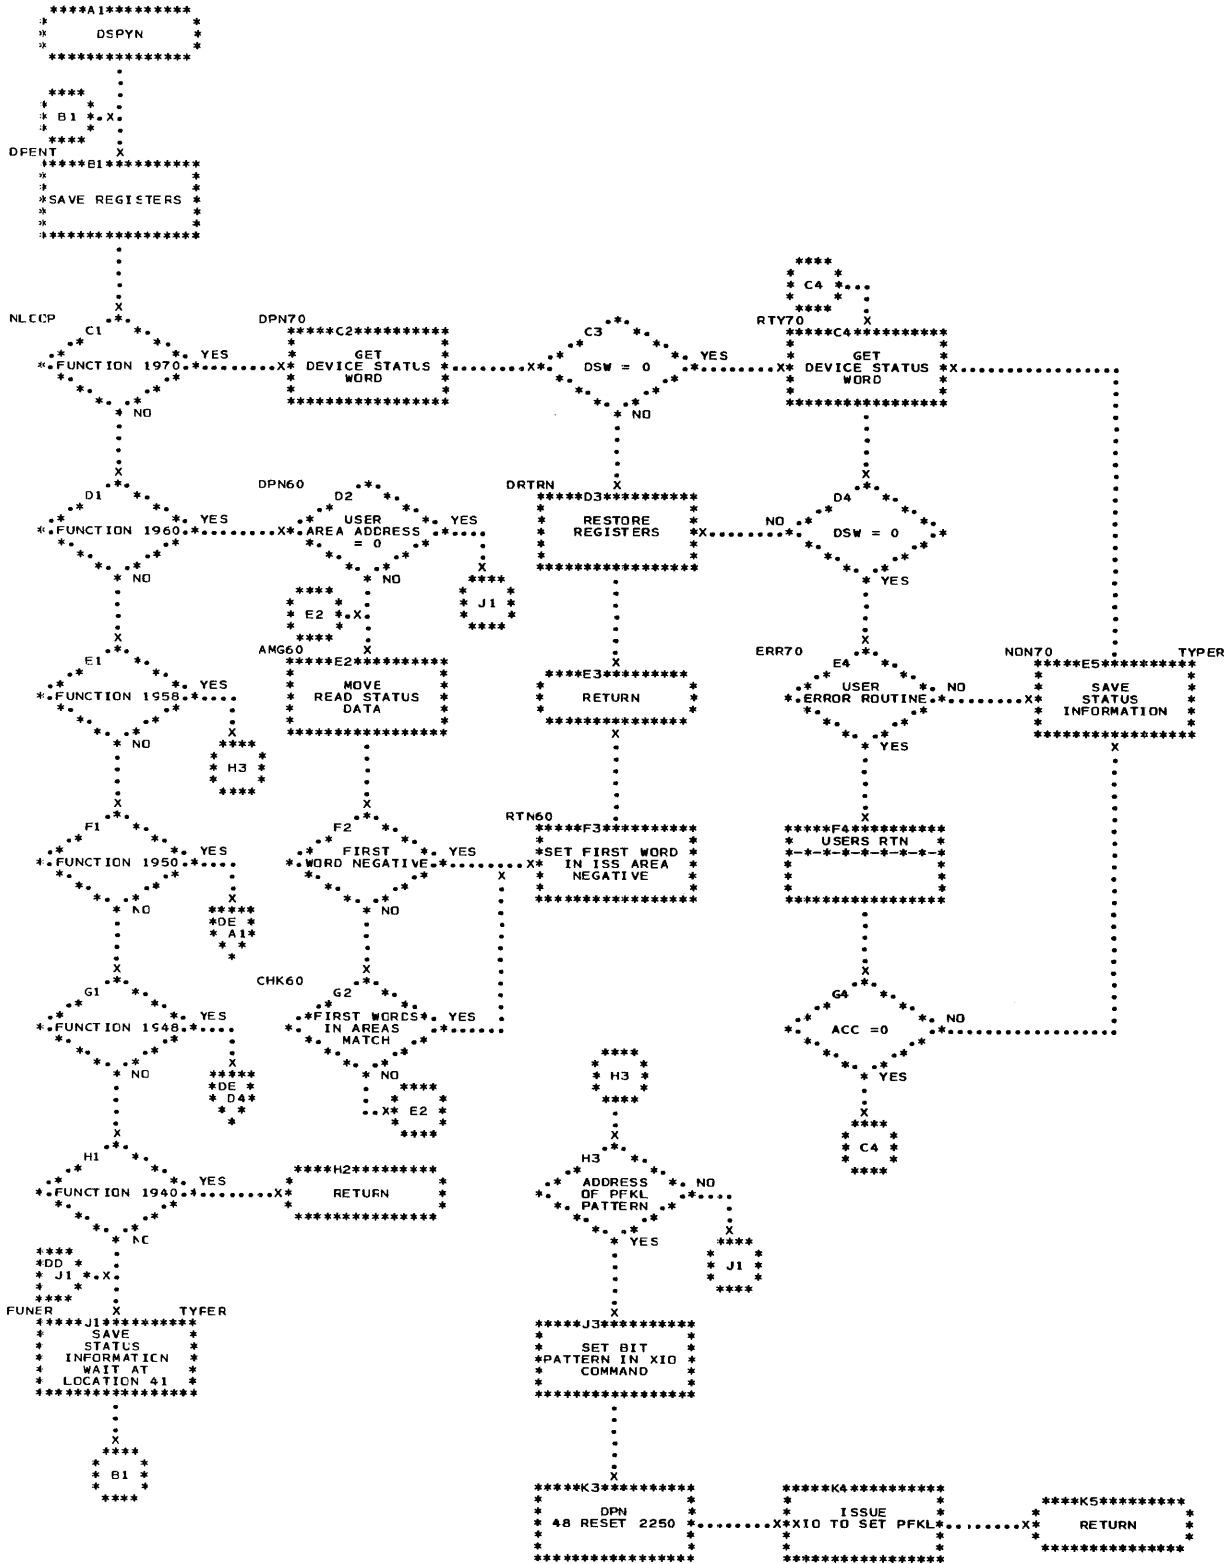 A1
DSPYN
B1
DPENT
B1
SAVE REGISTERS
C4
NLCCP
C1
FUNCTION 1970
YES
NO
DPN70
C2
GET
DEVICE STATUS
WORD
C3
DSW = 0
YES
NO
RTY70
C4
GET
DEVICE STATUS
WORD
D1
FUNCTION 1960
YES
NO
DPN60
D2
USER
AREA ADDRESS
= 0
YES
NO
J1
DRTRN
D3
RESTORE
REGISTERS
D4
NO
DSW = 0
YES
E2
E1
FUNCTION 1958
YES
NO
H3
AMG60
E2
MOVE
READ STATUS
DATA
E3
RETURN
ERR70
E4
USER
ERROR ROUTINE
NO
YES
NON70
TYPER
E5
SAVE
STATUS
INFORMATION
F1
FUNCTION 1950
YES
NO
DE
A1
F2
FIRST
WORD NEGATIVE
YES
NO
RTN60
F3
SET FIRST WORD
IN ISS AREA
NEGATIVE
F4
USERS RTN
G1
FUNCTION 1948
YES
NO
DE
D4
CHK60
G2
FIRST WORDS
IN AREAS
MATCH
YES
NO
E2
G4
ACC =0
NO
YES
C4
H3
H1
FUNCTION 1940
YES
NO
H2
RETURN
H3
ADDRESS
OF PFKL
PATTERN
NO
YES
J1
DD
J1
FUNER
TYPER
J1
SAVE
STATUS
INFORMATION
WAIT AT
LOCATION 41
J3
SET BIT
PATTERN IN XIO
COMMAND
B1
K3
DPN
48 RESET 2250
K4
ISSUE
XIO TO SET PFKL
K5
RETURN